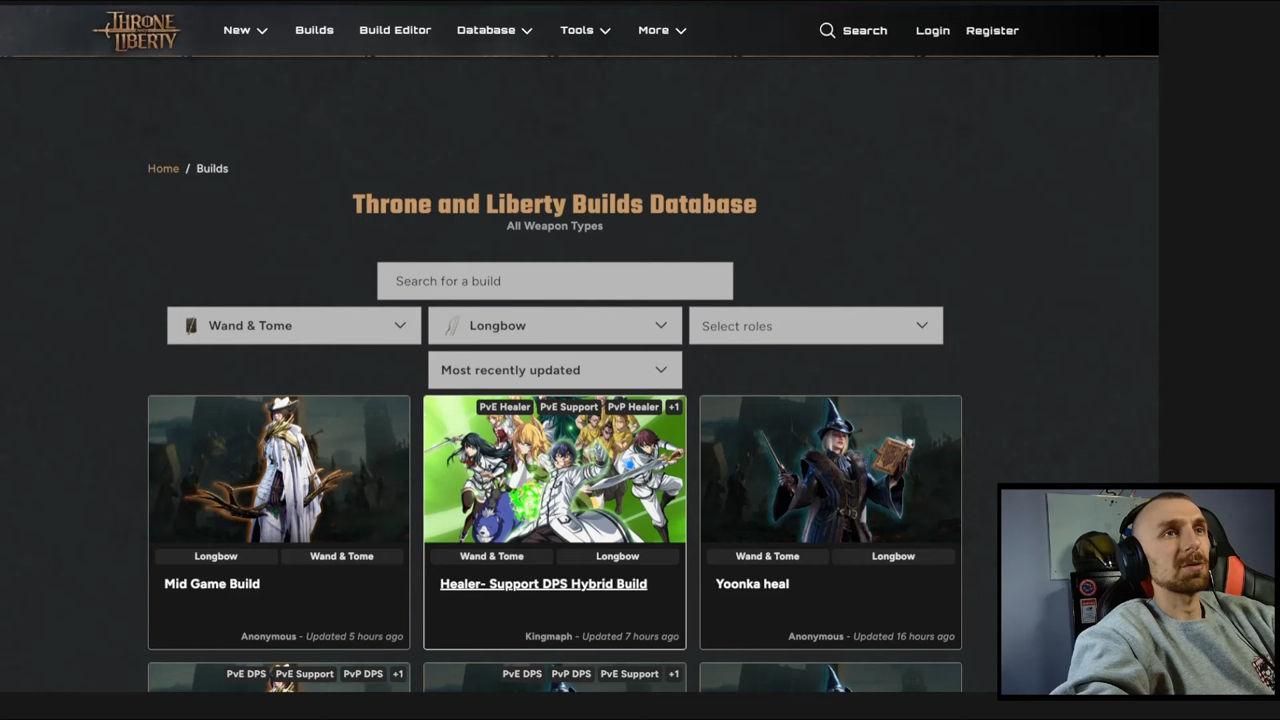 THRONE AND LIBERTY
New
Builds
Build Editor
Database
Tools
More
Search
Login
Register
Home / Builds
Throne and Liberty Builds Database
All Weapon Types
Search for a build
Wand & Tome
Longbow
Select roles
Most recently updated
Longbow
Wand & Tome
Mid Game Build
Anonymous - Updated 5 hours ago
PvE Healer
PvE Support
PvP Healer
+1
Wand & Tome
Longbow
Healer- Support DPS Hybrid Build
Kingmaph - Updated 7 hours ago
Wand & Tome
Longbow
Yoonka heal
Anonymous - Updated 16 hours ago
PvE DPS
PvE Support
PvP DPS
+1
PvE DPS
PvP DPS
PvE Support
+1